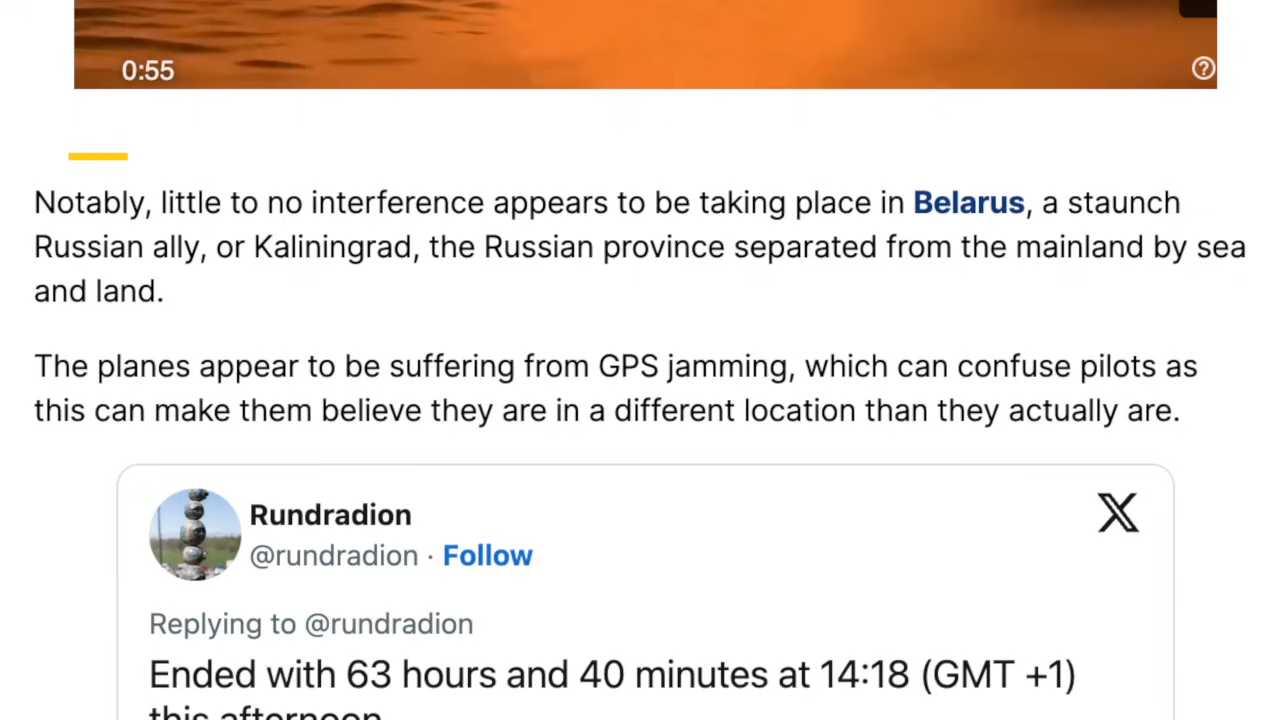 0:55
Notably, little to no interference appears to be taking place in Belarus, a staunch
Russian ally, or Kaliningrad, the Russian province separated from the mainland by sea
and land.
The planes appear to be suffering from GPS jamming, which can confuse pilots as
this can make them believe they are in a different location than they actually are.
Rundradion
@rundradion · Follow
Replying to @rundradion
Ended with 63 hours and 40 minutes at 14:18 (GMT +1)
this afternoon